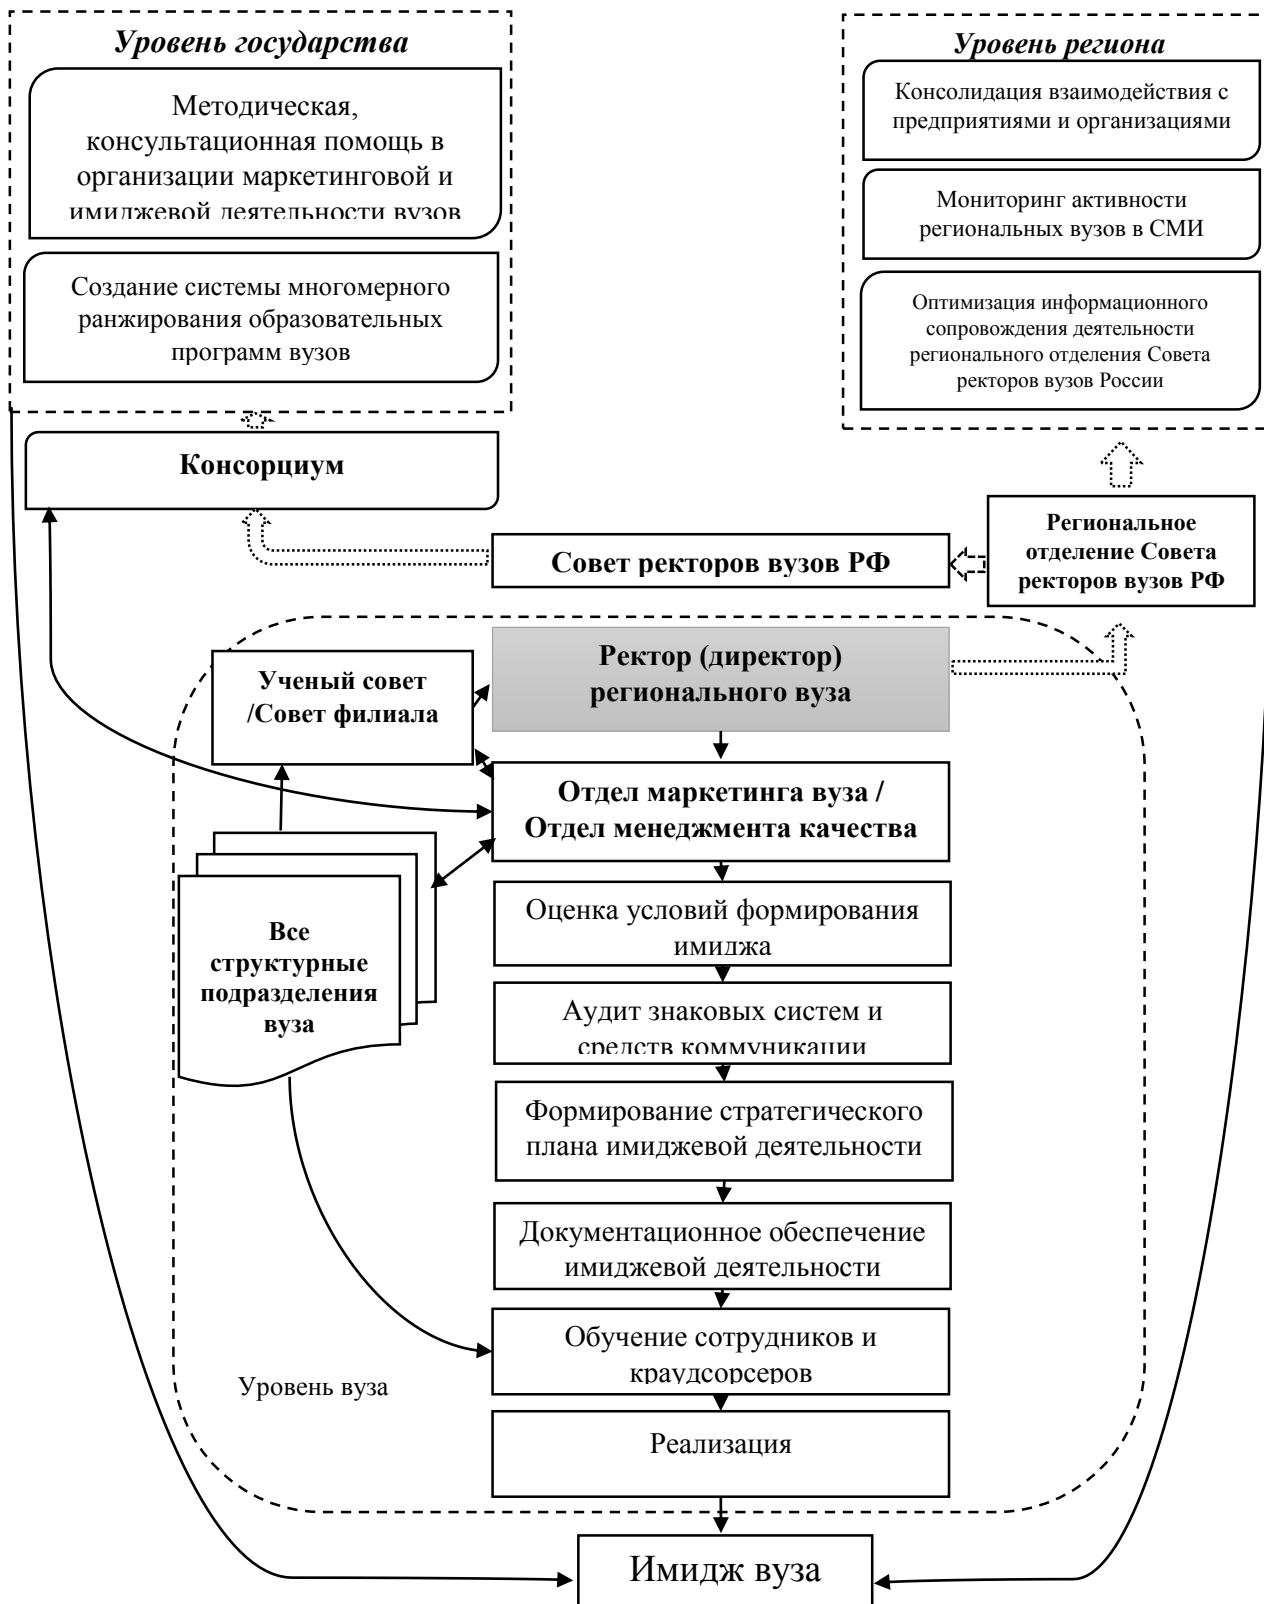 Уровень государства
Методическая,
консультационная помощь в
организации маркетинговой и
имиджевой деятельности вузов
Создание системы многомерного
ранжирования образовательных
программ вузов
Уровень региона
Консолидация взаимодействия с
предприятиями и организациями
Мониторинг активности
региональных вузов в СМИ
Оптимизация информационного
сопровождения деятельности
регионального отделения Совета
ректоров вузов России
Консорциум
Совет ректоров вузов РФ
Региональное
отделение Совета
ректоров вузов РФ
Ректор (директор)
регионального вуза
Ученый совет
/Совет филиала
Отдел маркетинга вуза /
Отдел менеджмента качества
Все
структурные
подразделения
вуза
Оценка условий формирования
имиджа
Аудит знаковых систем и
средств коммуникации
Формирование стратегического
плана имиджевой деятельности
Документационное обеспечение
имиджевой деятельности
Обучение сотрудников и
краудсорсеров
Уровень вуза
Реализация
Имидж вуза